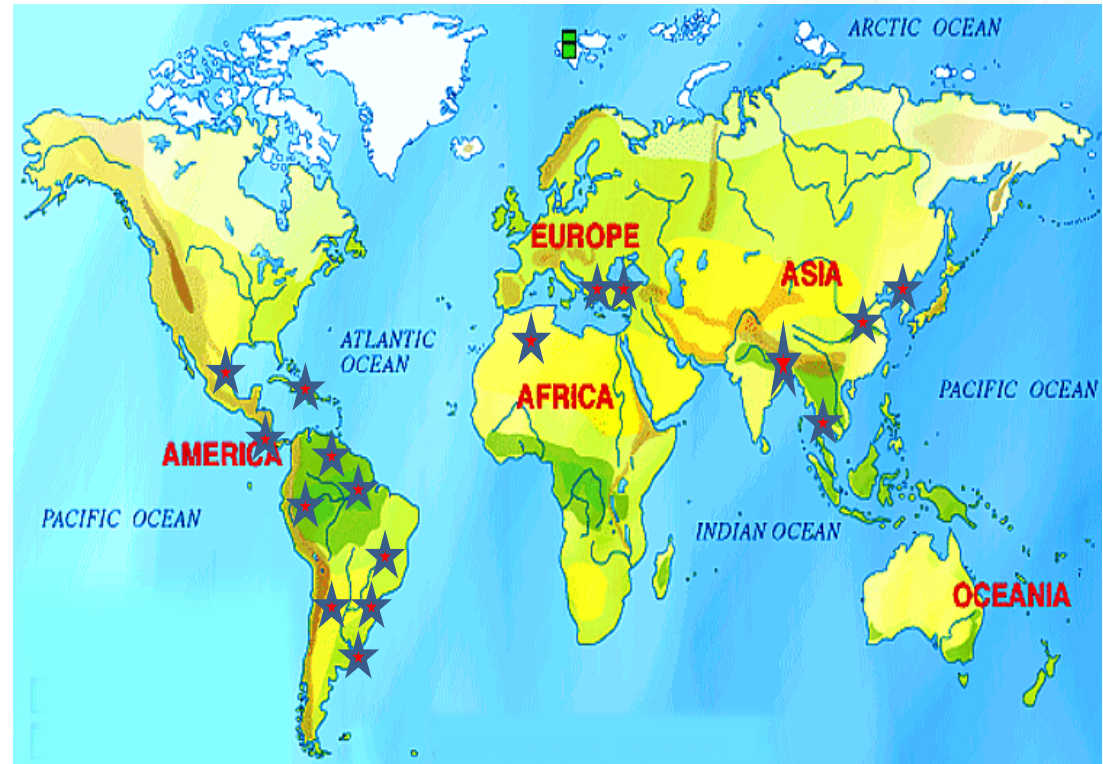 ARCTIC OCEAN
EUROPE
ASIA
ATLANTIC
OCEAN
AFRICA
PACIFIC OCEAN
AMERICA
PACIFIC OCEAN
INDIAN OCEAN
OCEANIA